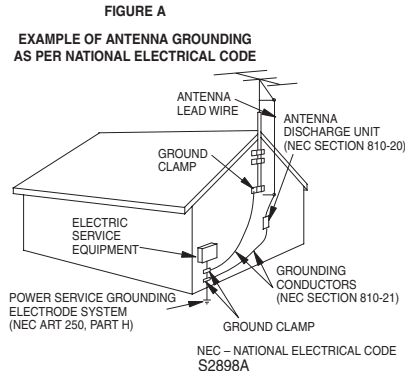 FIGURE A
EXAMPLE OF ANTENNA GROUNDING
AS PER NATIONAL ELECTRICAL CODE
ANTENNA
LEAD WIRE
ANTENNA
DISCHARGE UNIT
(NEC SECTION 810-20)
GROUND
CLAMP
ELECTRIC
SERVICE
EQUIPMENT
GROUNDING
CONDUCTORS
(NEC SECTION 810-21)
POWER SERVICE GROUNDING
ELECTRODE SYSTEM
(NEC ART 250, PART H)
GROUND CLAMP
NEC – NATIONAL ELECTRICAL CODE
S2898A